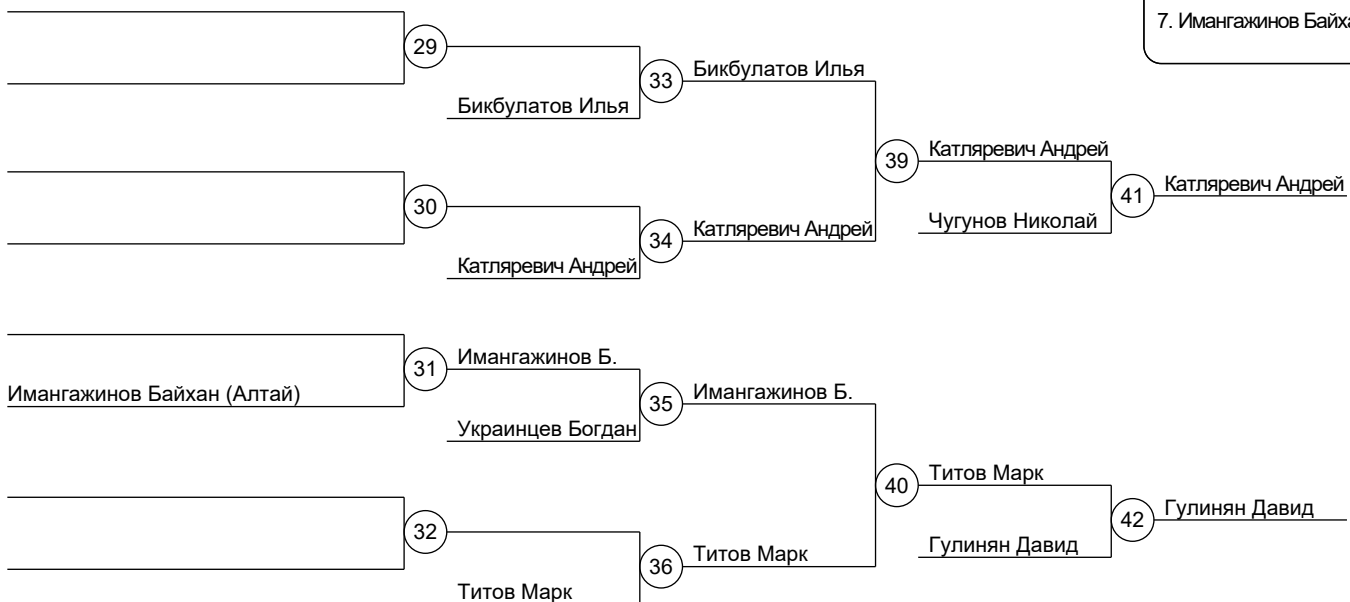 7. Имангажинов Байха
29
Бикбулатов Илья
33
Бикбулатов Илья
30
Катляревич Андрей
34
Катляревич Андрей
39
Катляревич Андрей
Чугунов Николай
41
Катляревич Андрей
Имангажинов Байхан (Алтай)
31
Имангажинов Б.
Украинцев Богдан
35
Имангажинов Б.
32
Титов Марк
36
Титов Марк
40
Титов Марк
Гулинян Давид
42
Гулинян Давид